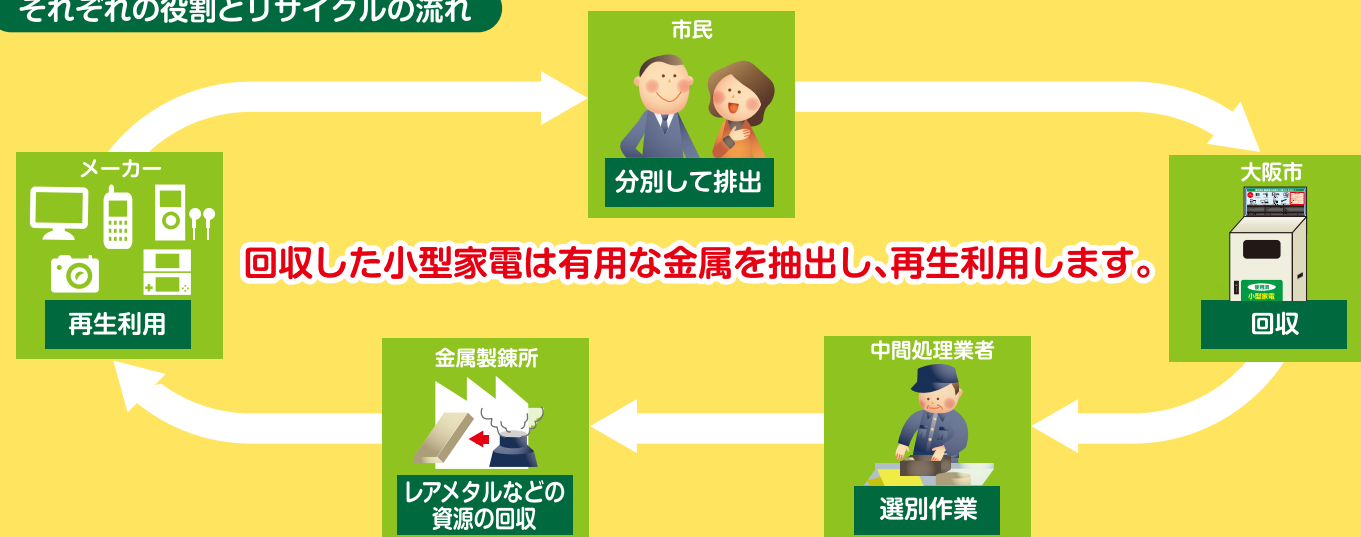 それぞれの役割とリサイクルの流れ
市民
分別して排出
メーカー
再生利用
大阪市
小型家電
回収
回収した小型家電は有用な金属を抽出し、再生利用します。
金属製錬所
レアメタルなどの
資源の回収
中間処理業者
選別作業